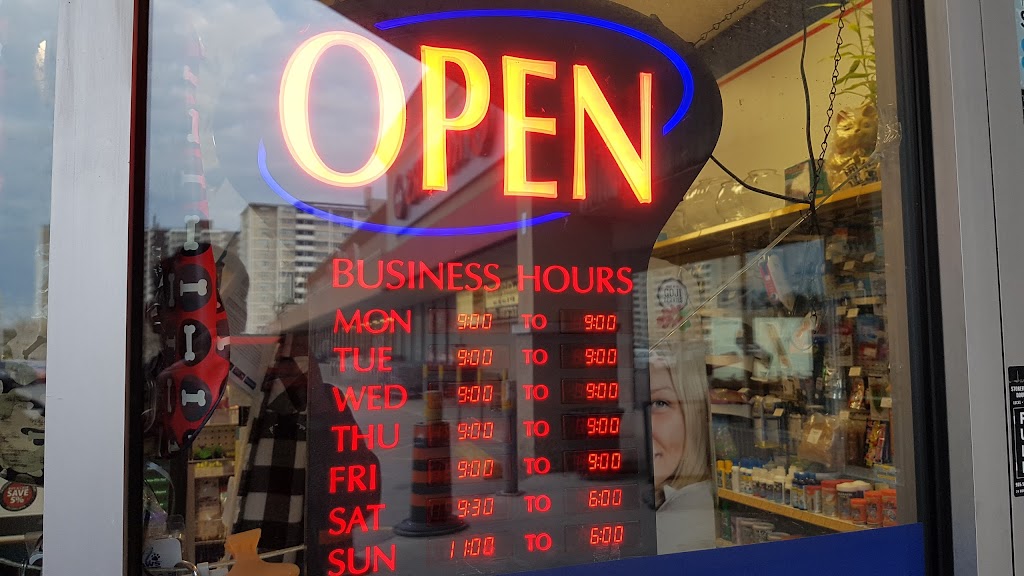 OPEN
BUSINESS HOURS
MON 9:00 TO 9:00
TUE 9:00 TO 9:00
WED 9:00 TO 9:00
THU 9:00 TO 9:00
FRI 9:00 TO 9:00
SAT 9:30 TO 6:00
SUN 11:00 TO 6:00
SAVE